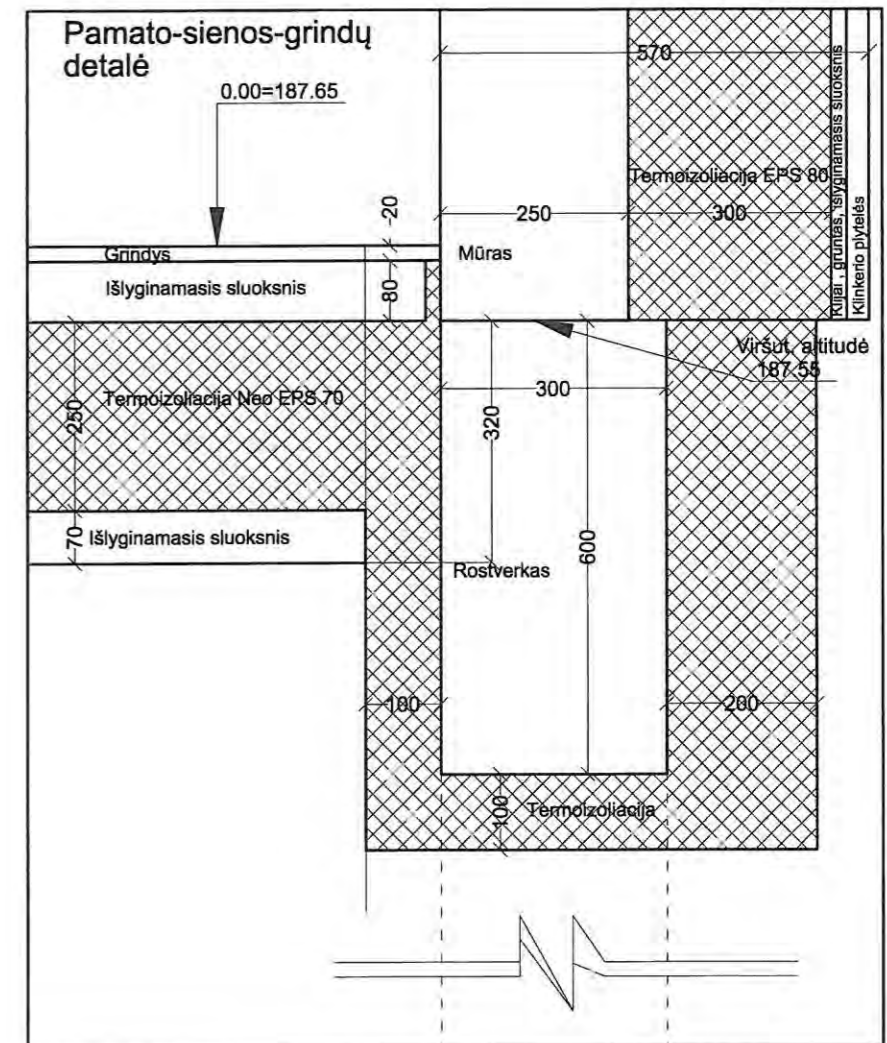 Pamato-sienos-grindų
detalė
0.00=187.65
570
Termoizoliacija EPS 80
Klijai , gruntas, išlyginamasis sluoksnis
Klinkerio plytelės
250
300
20
Grindys
Mūras
Išlyginamasis sluoksnis
80
Viršut. altitudė
187.55
300
Termoizoliacija Neo EPS 70
250
320
70
Išlyginamasis sluoksnis
600
Rostverkas
100
200
100
Termoizoliacija